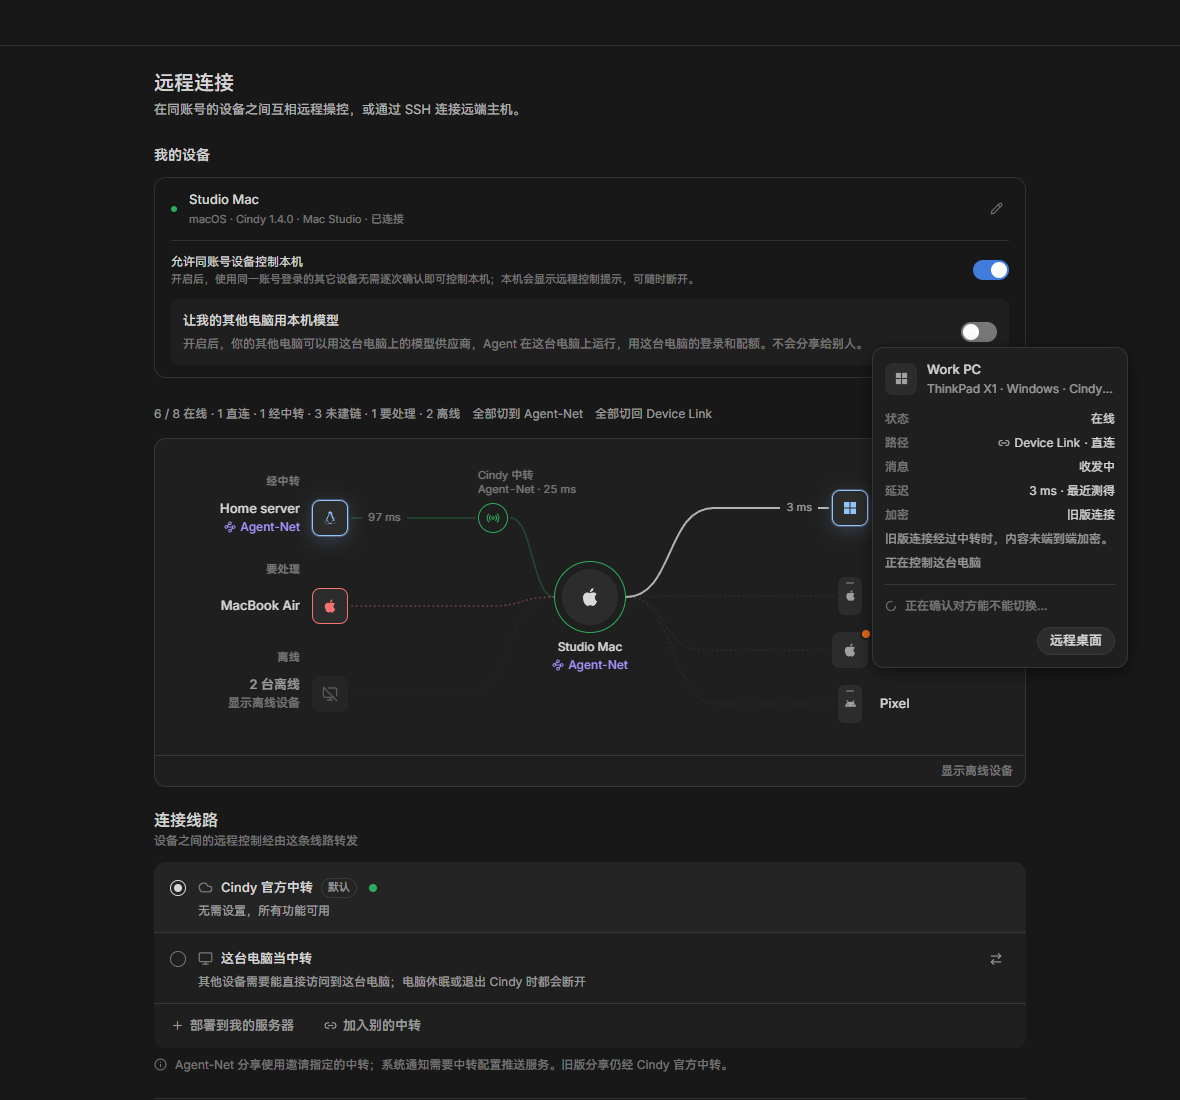 远程连接
在同账号的设备之间互相远程操控，或通过 SSH 连接远端主机。
我的设备
Studio Mac
macOS · Cindy 1.4.0 · Mac Studio · 已连接
允许同账号设备控制本机
开启后，使用同一账号登录的其它设备无需逐次确认即可控制本机；本机会显示远程控制提示，可随时断开。
让我的其他电脑用本机模型
开启后，你的其他电脑可以用这台电脑上的模型供应商，Agent 在这台电脑上运行，用这台电脑的登录和配额。不会分享给别人。
6 / 8 在线 · 1 直连 · 1 经中转 · 3 未建链 · 1 要处理 · 2 离线 全部切到 Agent-Net 全部切回 Device Link
经中转
Home server
Agent-Net
97 ms
Cindy 中转
Agent-Net · 25 ms
3 ms
要处理
MacBook Air
离线
2 台离线
显示离线设备
Studio Mac
Agent-Net
Pixel
显示离线设备
Work PC
ThinkPad X1 · Windows · Cindy...
状态 在线
路径 Device Link · 直连
消息 收发中
延迟 3 ms · 最近测得
加密 旧版连接
旧版连接经过中转时，内容未端到端加密。
正在控制这台电脑
正在确认对方能不能切换...
远程桌面
连接线路
设备之间的远程控制经由这条线路转发
Cindy 官方中转 默认
无需设置，所有功能可用
这台电脑当中转
其他设备需要能直接访问到这台电脑；电脑休眠或退出 Cindy 时都会断开
部署到我的服务器 加入别的中转
Agent-Net 分享使用邀请指定的中转；系统通知需要中转配置推送服务。旧版分享仍经 Cindy 官方中转。